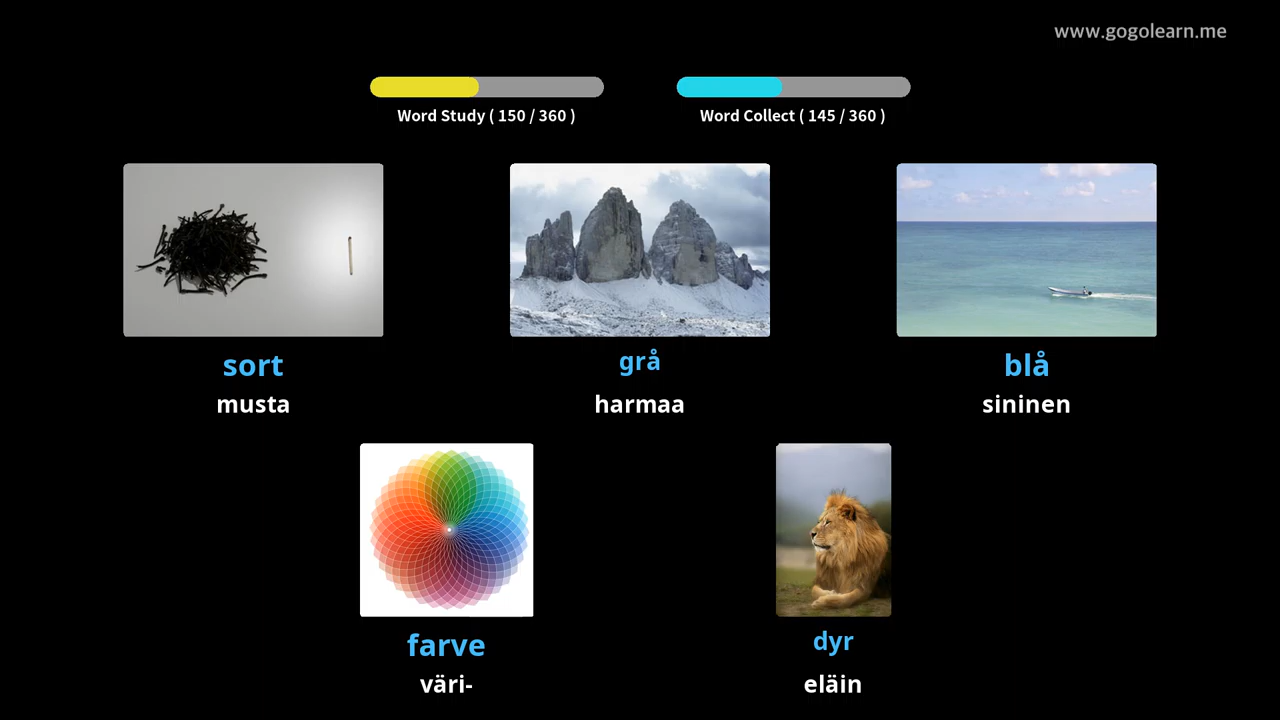 www.gogolearn.me
Word Study ( 150 / 360 )
Word Collect ( 145 / 360 )
sort
grå
blå
musta
harmaa
sininen
farve
dyr
väri-
eläin